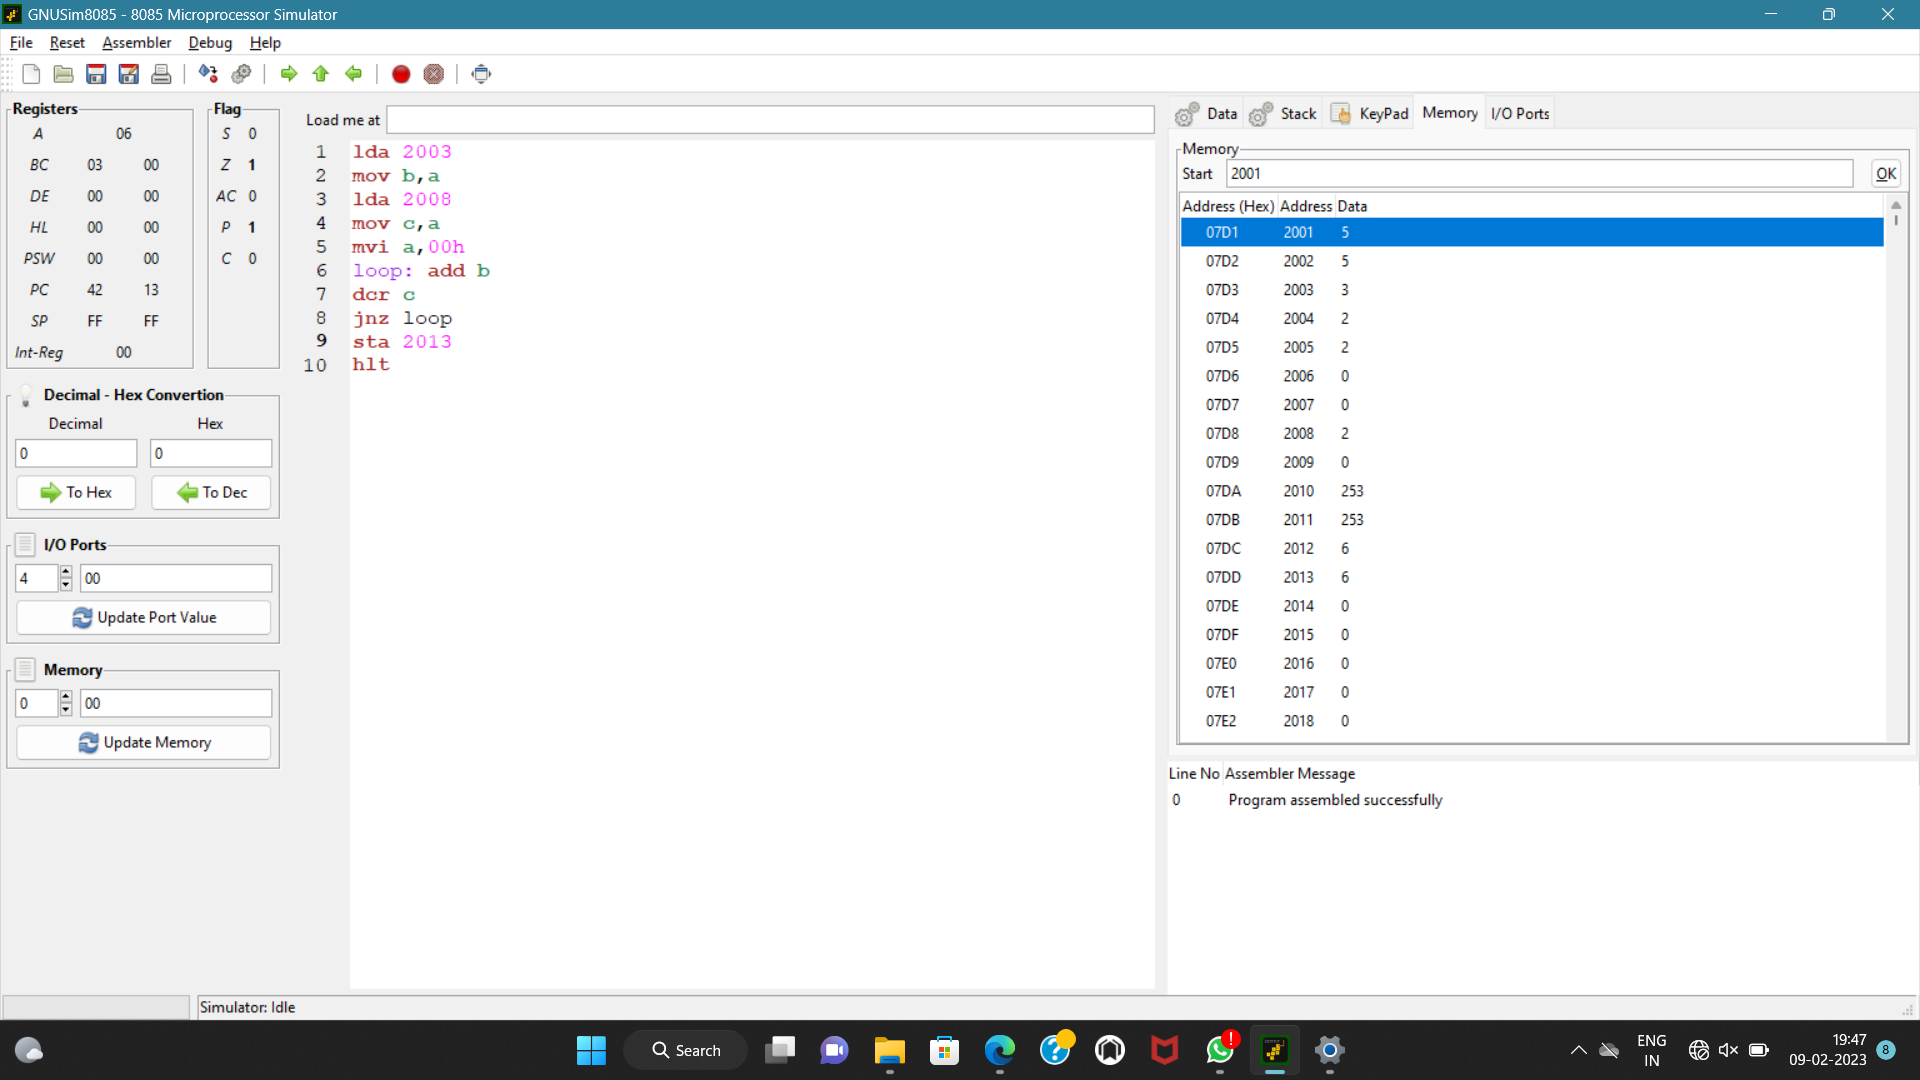 GNUSim8085 - 8085 Microprocessor Simulator
File Reset Assembler Debug Help
Registers
A 06
BC 03 00
DE 00 00
HL 00 00
PSW 00 00
PC 42 13
SP FF FF
Int-Reg 00
Flag
S 0
Z 1
AC 0
P 1
C 0
Decimal - Hex Convertion
Decimal Hex
0 0
To Hex To Dec
I/O Ports
4 00
Update Port Value
Memory
0 00
Update Memory
Load me at
1 lda 2003
2 mov b,a
3 lda 2008
4 mov c,a
5 mvi a,00h
6 loop: add b
7 dcr c
8 jnz loop
9 sta 2013
10 hlt
Data Stack KeyPad Memory I/O Ports
Memory
Start 2001 OK
Address (Hex) Address Data
07D1 2001 5
07D2 2002 5
07D3 2003 3
07D4 2004 2
07D5 2005 2
07D6 2006 0
07D7 2007 0
07D8 2008 2
07D9 2009 0
07DA 2010 253
07DB 2011 253
07DC 2012 6
07DD 2013 6
07DE 2014 0
07DF 2015 0
07E0 2016 0
07E1 2017 0
07E2 2018 0
Line No Assembler Message
0 Program assembled successfully
Simulator: Idle
Search
ENG
IN
19:47
09-02-2023
8